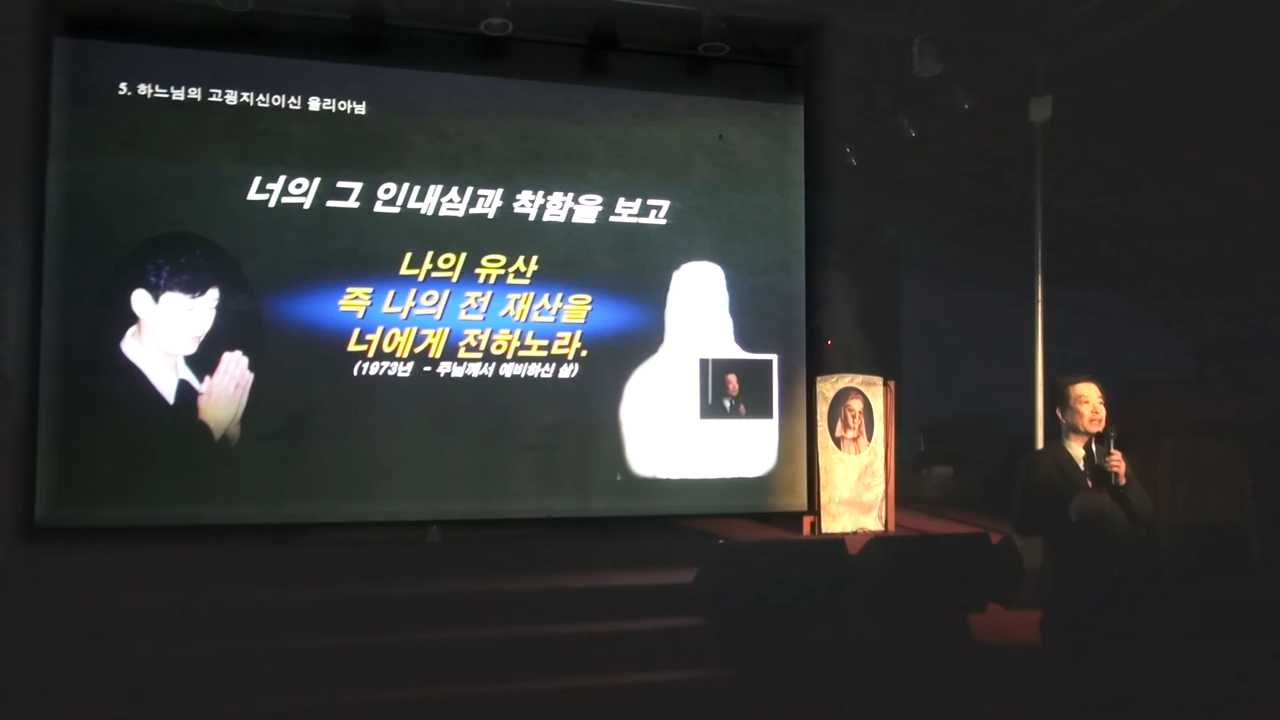 5. 하느님의 고굉지신이신 율리아님
너의 그 인내심과 착함을 보고
나의 유산
즉 나의 전 재산을
너에게 전하노라.
(1973년 - 주님께서 예비하신 삶)